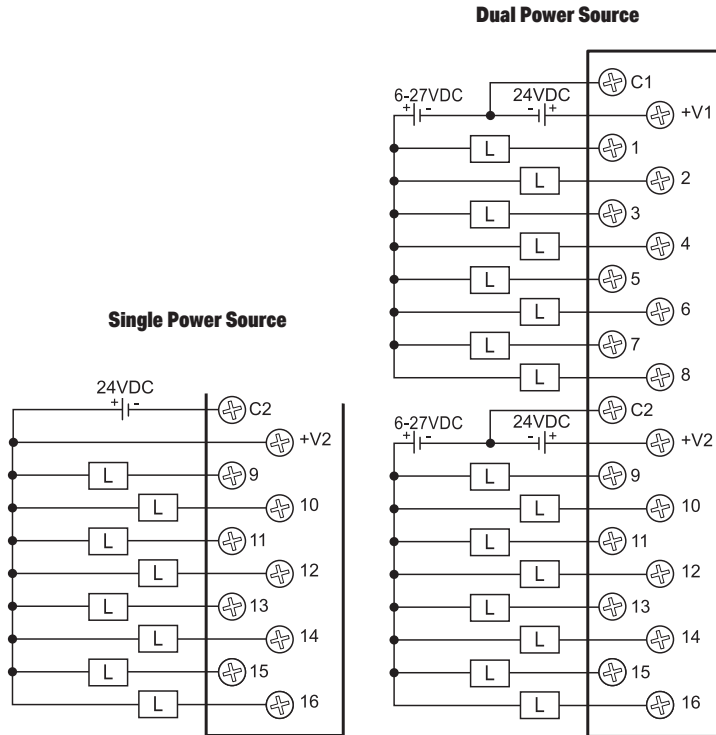 Dual Power Source
C1
6-27VDC 24VDC
+ - - +
+V1
L 1
L 2
L 3
L 4
L 5
L 6
L 7
L 8
C2
6-27VDC 24VDC
+ - - +
+V2
L 9
L 10
L 11
L 12
L 13
L 14
L 15
L 16
Single Power Source
24VDC
+ -
C2
+V2
L 9
L 10
L 11
L 12
L 13
L 14
L 15
L 16